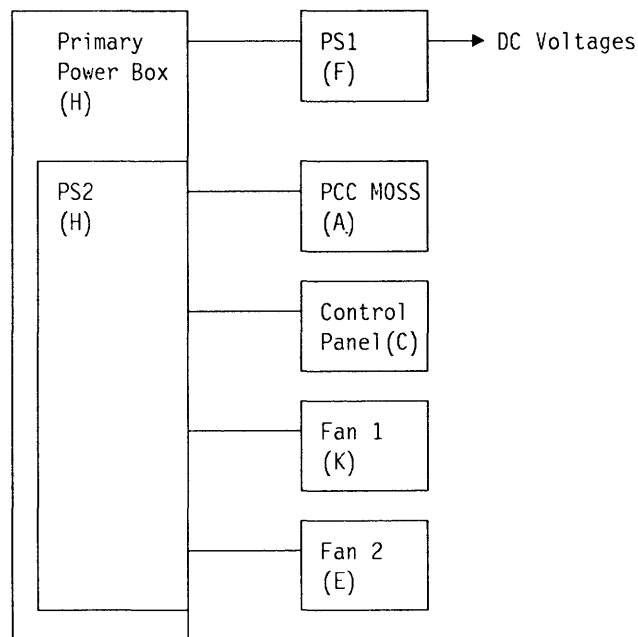 Primary
Power Box
(H)
PS1
(F)
DC Voltages
PS2
(H)
PCC MOSS
(A)
Control
Panel(C)
Fan 1
(K)
Fan 2
(E)